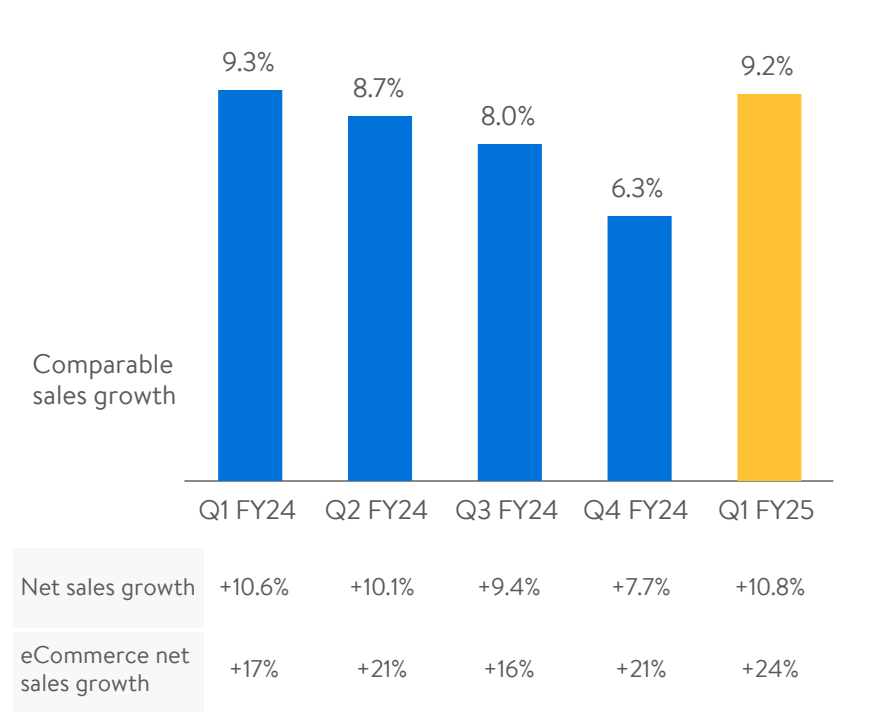 9.3%
8.7%
8.0%
6.3%
9.2%
Comparable
sales growth
Q1 FY24 Q2 FY24 Q3 FY24 Q4 FY24 Q1 FY25
Net sales growth +10.6% +10.1% +9.4% +7.7% +10.8%
eCommerce net
sales growth
+17% +21% +16% +21% +24%